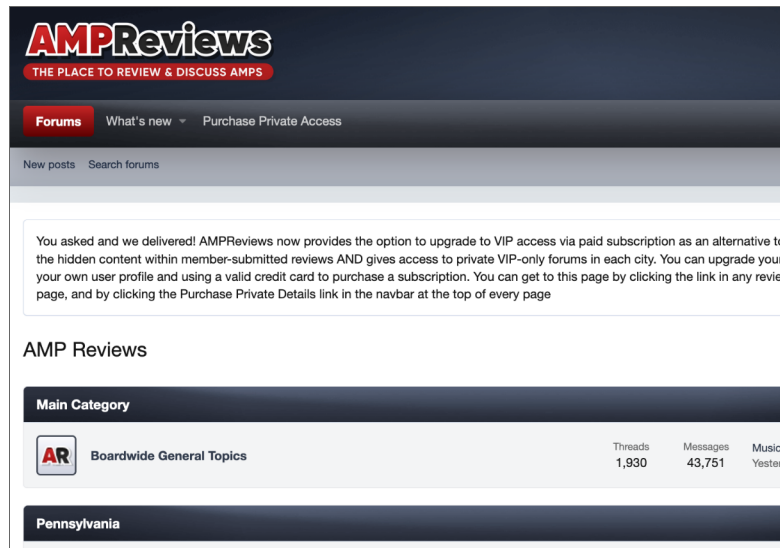 AMPReviews
THE PLACE TO REVIEW & DISCUSS AMPS
Forums What's new Purchase Private Access
New posts Search forums
You asked and we delivered! AMPReviews now provides the option to upgrade to VIP access via paid subscription as an alternative to
the hidden content within member-submitted reviews AND gives access to private VIP-only forums in each city. You can upgrade your
your own user profile and using a valid credit card to purchase a subscription. You can get to this page by clicking the link in any
page, and by clicking the Purchase Private Details link in the navbar at the top of every page
AMP Reviews
Main Category
AR Boardwide General Topics Threads Messages Music
1,930 43,751
Pennsylvania